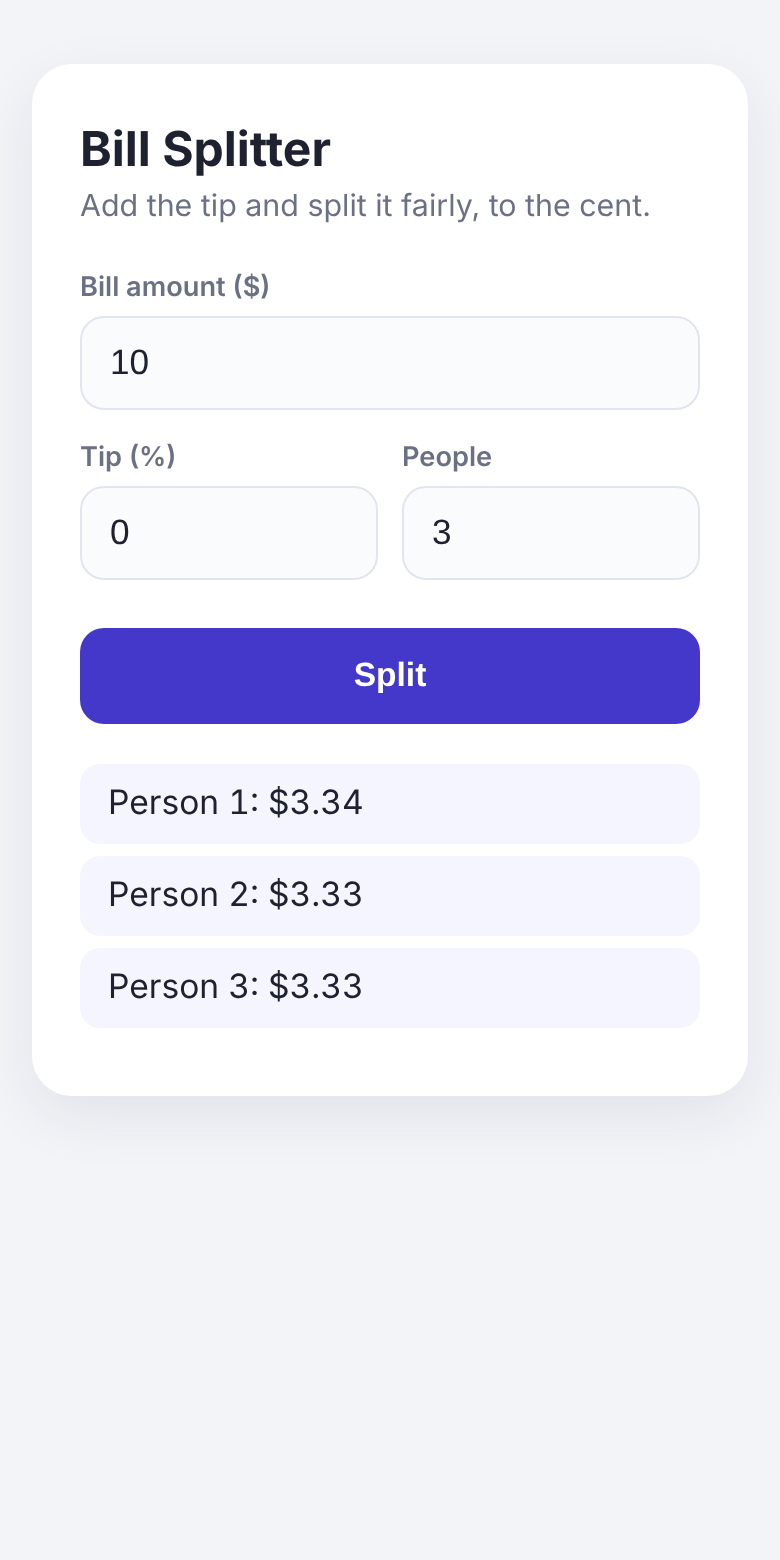 Bill Splitter
Add the tip and split it fairly, to the cent.
Bill amount ($)
10
Tip (%)
People
0
3
Split
Person 1: $3.34
Person 2: $3.33
Person 3: $3.33